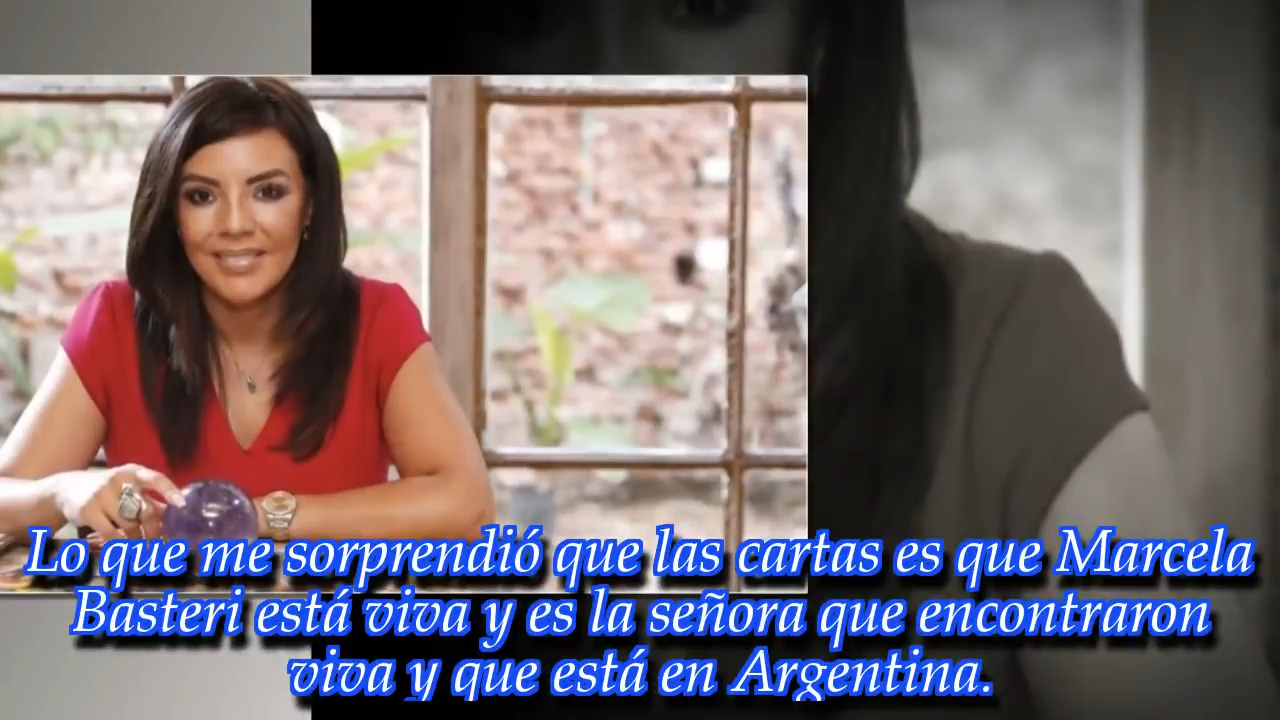 Lo que me sorprendió que las cartas es que Marcela
Basteri está viva y es la señora que encontraron
viva y que está en Argentina.